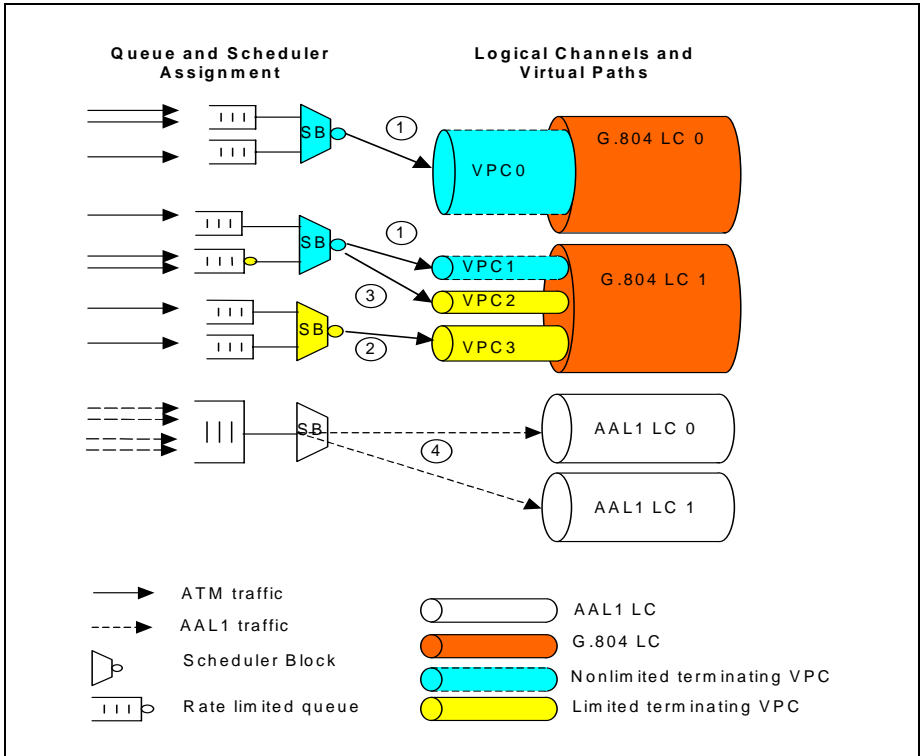 Queue and Scheduler
Assignment
Logical Channels and
Virtual Paths
SB
1
VPC0
G.804 LC 0
SB
1
VPC1
G.804 LC 1
3
VPC2
SB
2
VPC3
SB
4
AAL1 LC 0
AAL1 LC 1
ATM traffic
AAL1 traffic
Scheduler Block
Rate limited queue
AAL1 LC
G.804 LC
Nonlimited terminating VPC
Limited terminating VPC